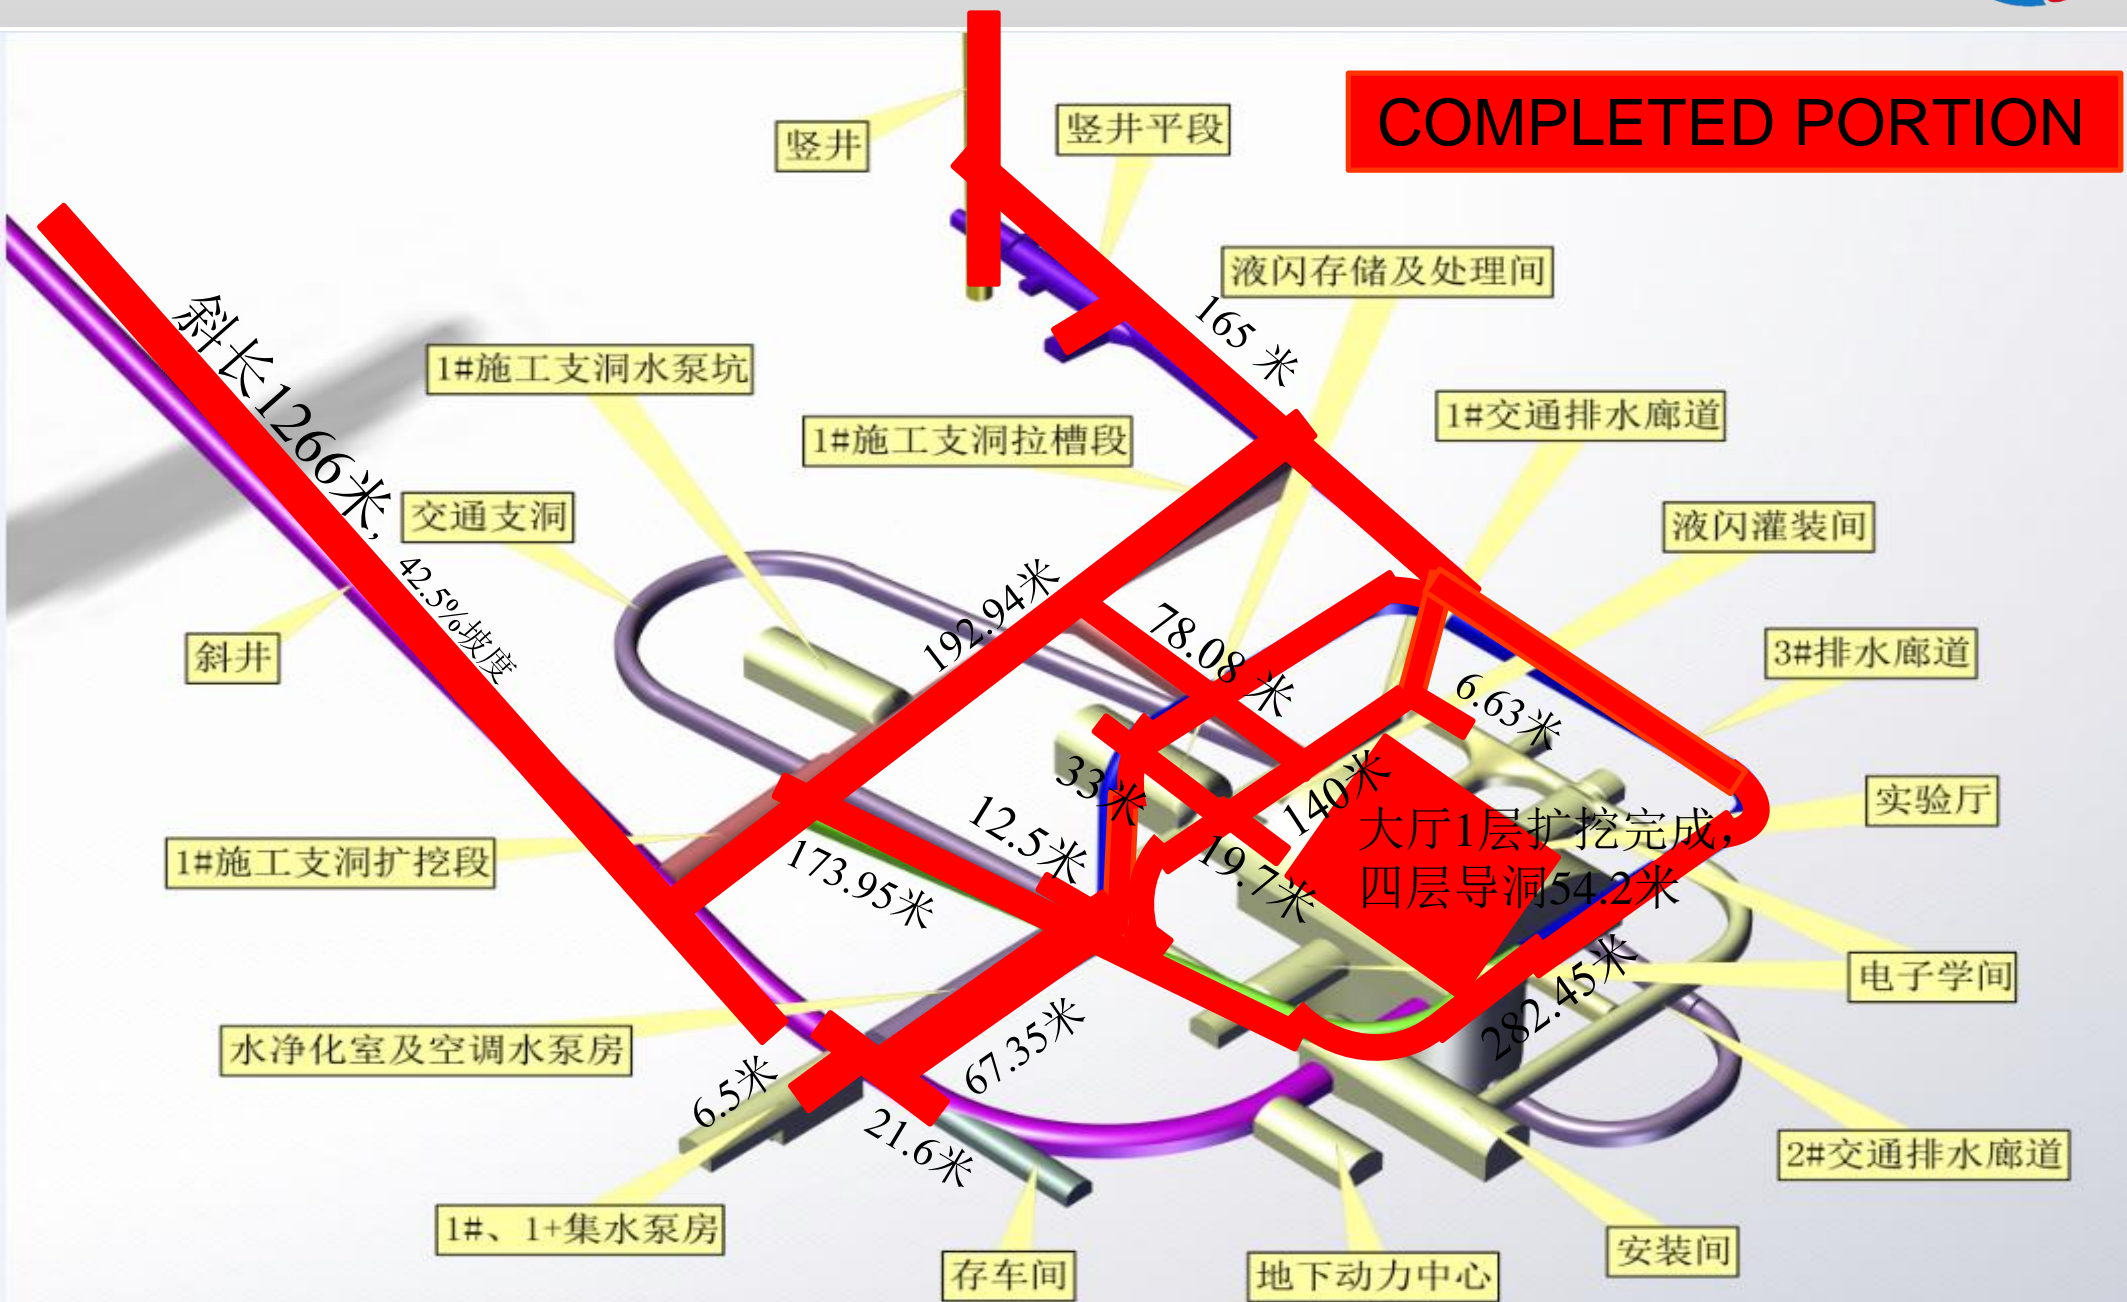 COMPLETED PORTION
竖井
竖井平段
液闪存储及处理间
165 米
斜长1266米，42.5%坡度
1#施工支洞水泵坑
1#施工支洞拉槽段
1#交通排水廊道
交通支洞
液闪灌装间
192.94米
78.08 米
斜井
3#排水廊道
6.63米
33米
140米
12.5米
19.7米
实验厅
大厅1层扩挖完成，
四层导洞54.2米
1#施工支洞扩挖段
173.95米
电子学间
282.45米
水净化室及空调水泵房
67.35米
6.5米
21.6米
2#交通排水廊道
1#、1+集水泵房
存车间
地下动力中心
安装间